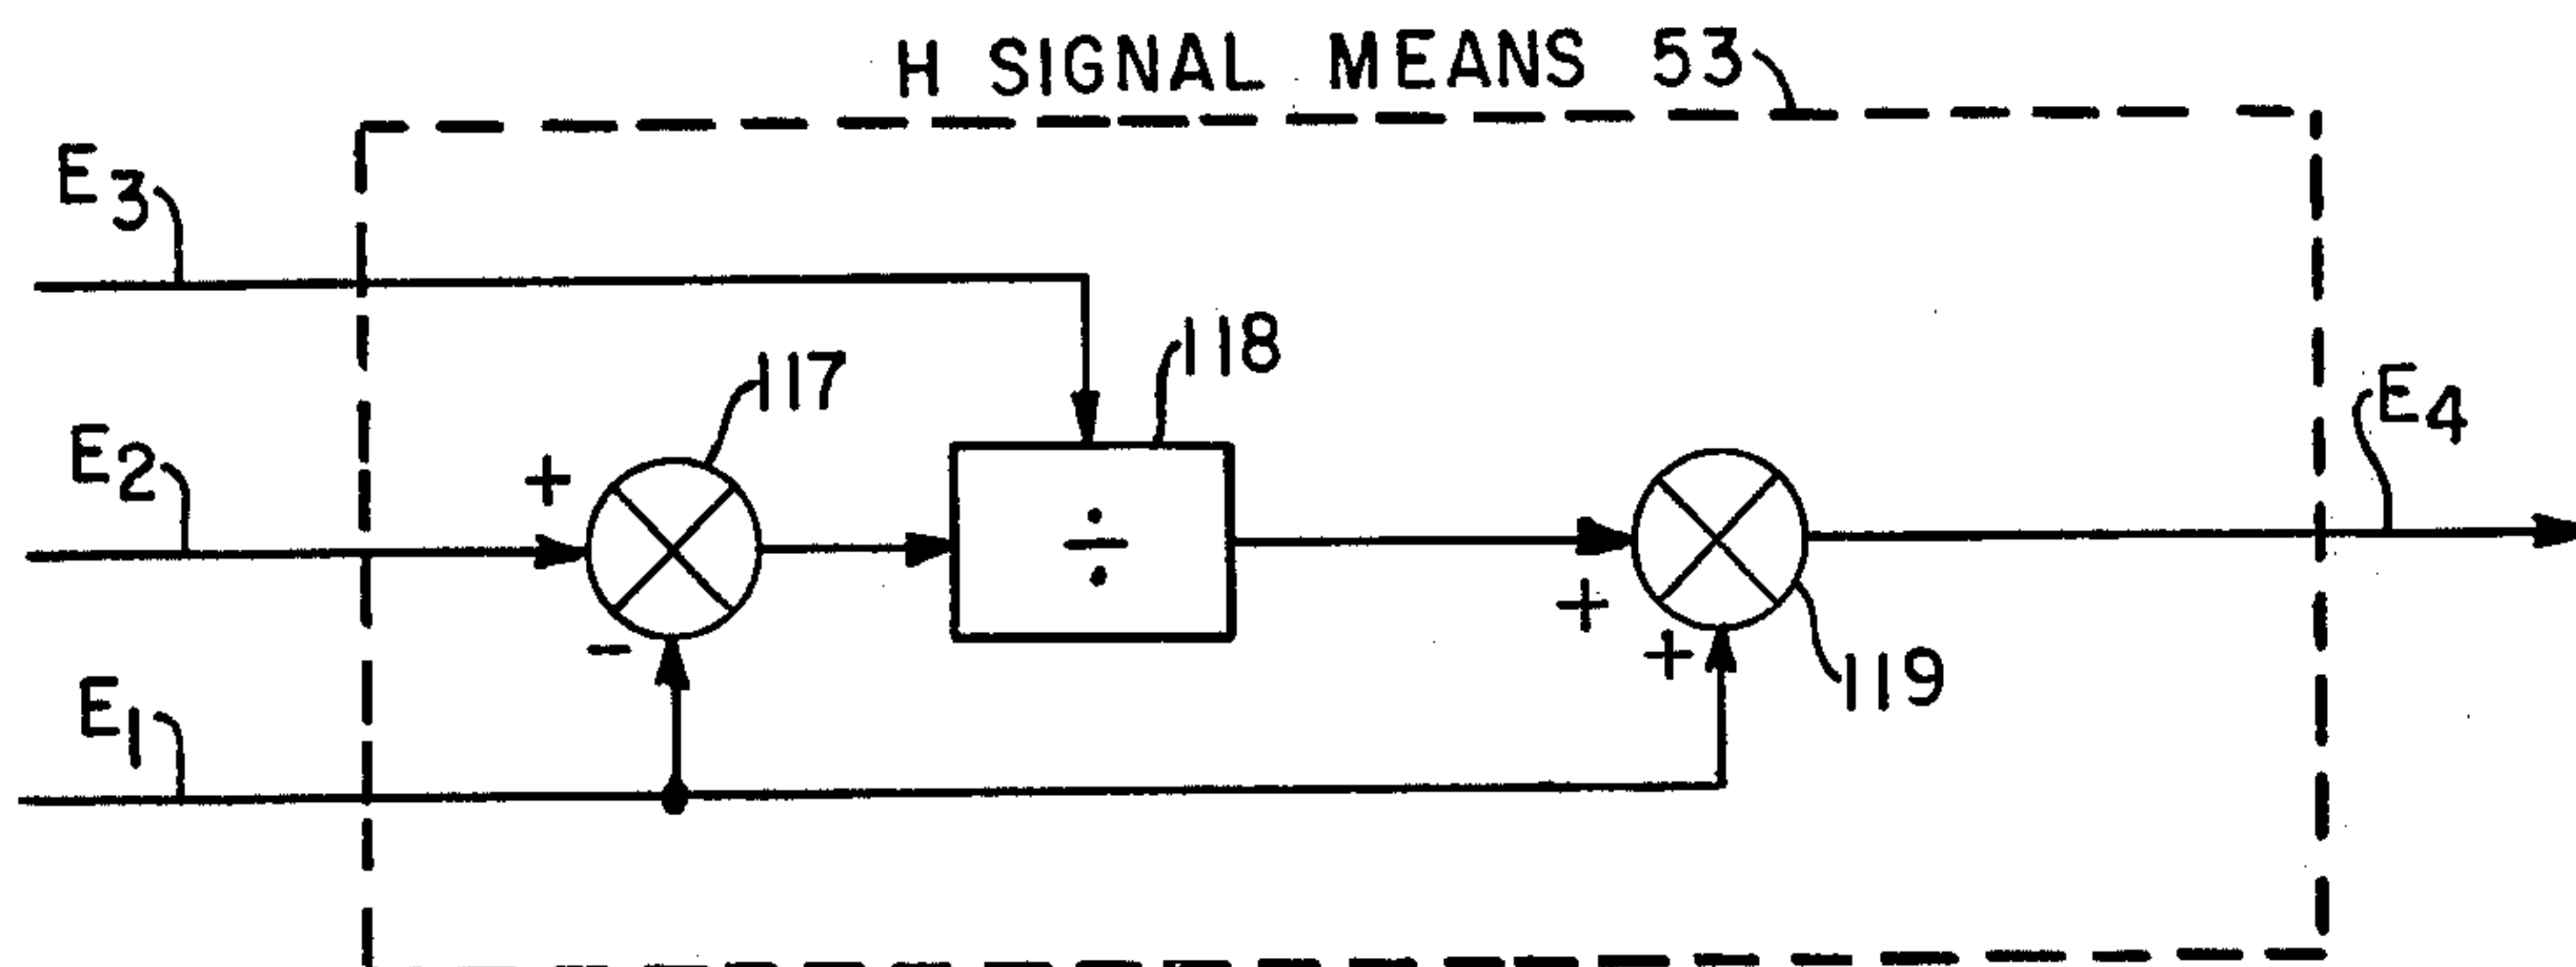 H SIGNAL MEANS 53
E3
118
117
E4
E2
+
÷
-
+
+
119
E1